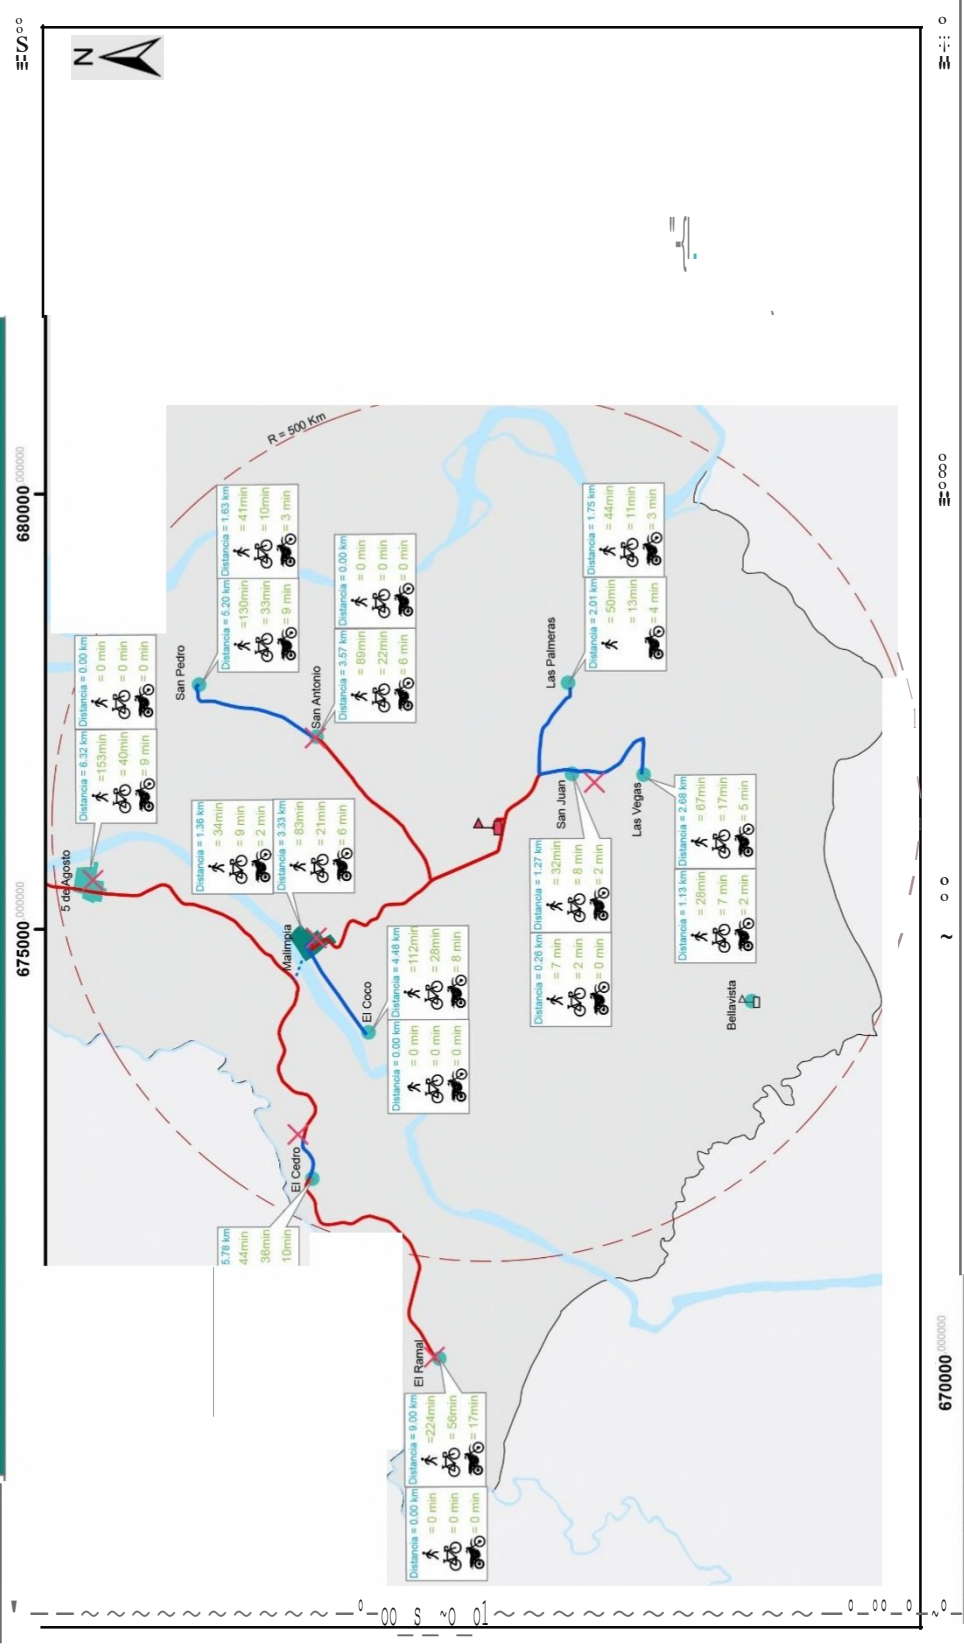 N
680000.000000
675000.000000
670000.000000
R = 500 Km
5 de Agosto
Distancia = 6.32 km
=153min
= 40min
= 9 min
Distancia = 0.00 km
= 0 min
= 0 min
= 0 min
San Pedro
Distancia = 5.20 km
=130min
= 33min
= 9 min
Distancia = 1.63 km
= 41min
= 10min
= 3 min
San Antonio
Distancia = 3.57 km
= 89min
= 22min
= 6 min
Distancia = 0.00 km
= 0 min
= 0 min
= 0 min
Malimpia
Distancia = 1.36 km
= 34min
= 9 min
= 2 min
Distancia = 3.33 km
= 83min
= 21min
= 6 min
El Coco
Distancia = 0.00 km
= 0 min
= 0 min
= 0 min
Distancia = 4.48 km
=112min
= 28min
= 8 min
El Cedro
5.78 km
44min
36min
10min
El Ramal
Distancia = 0.00 km
= 0 min
= 0 min
= 0 min
Distancia = 9.00 km
=224min
= 56min
= 17min
Las Palmeras
Distancia = 2.01 km
= 50min
= 13min
= 4 min
Distancia = 1.75 km
= 44min
= 11min
= 3 min
San Juan
Distancia = 0.26 km
= 7 min
= 2 min
= 0 min
Distancia = 1.27 km
= 32min
= 8 min
= 2 min
Las Vegas
Distancia = 1.13 km
= 28min
= 7 min
= 2 min
Distancia = 2.68 km
= 67min
= 17min
= 5 min
Bellavista